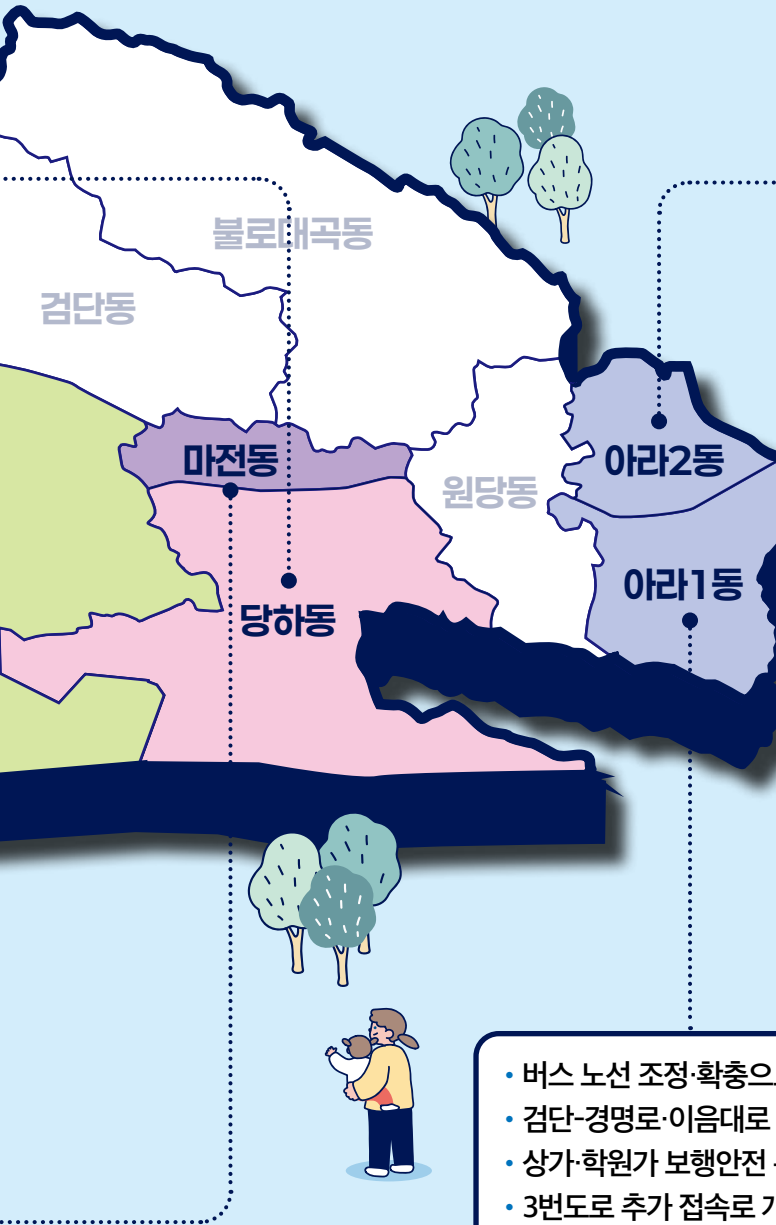 불로대곡동
검단동
마전동
원당동
아라2동
아라1동
당하동
• 버스 노선 조정·확충으
• 검단-경명로·이음대로
• 상가·학원가 보행안전
• 3번도로 추가 접속로